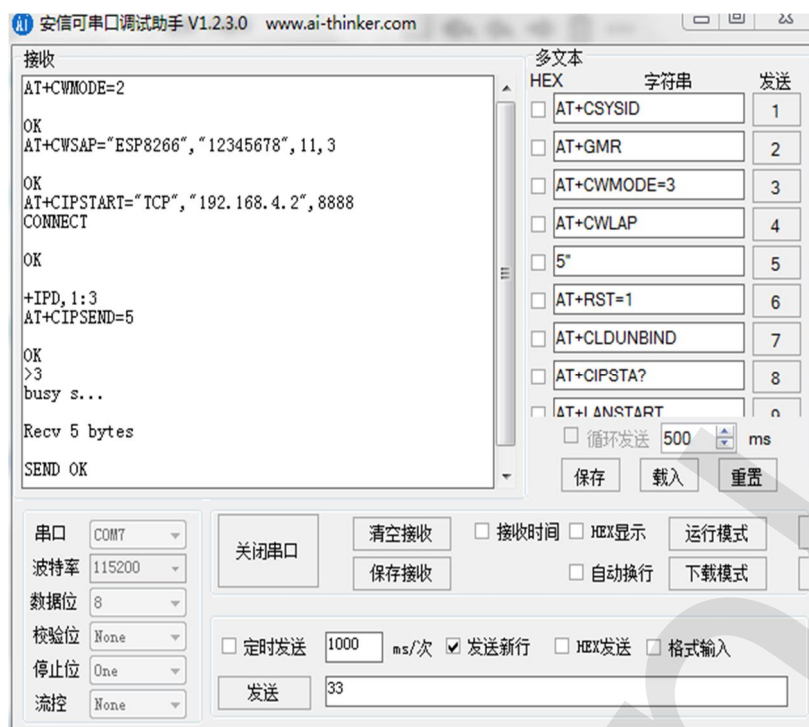 安信可串口调试助手 V1.2.3.0 www.ai-thinker.com
接收
AT+CWMODE=2
OK
AT+CWSAP="ESP8266","12345678",11,3
OK
AT+CIPSTART="TCP","192.168.4.2",8888
CONNECT
OK
+IPD,1:3
AT+CIPSEND=5
OK
>3
busy s...
Recv 5 bytes
SEND OK
多文本
HEX 字符串 发送
AT+CSYSID 1
AT+GMR 2
AT+CWMODE=3 3
AT+CWLAP 4
5" 5
AT+RST=1 6
AT+CLDUNBIND 7
AT+CIPSTA? 8
AT+LANSTART 9
循环发送 500 ms
保存 载入 重置
串口 COM7
波特率 115200
数据位 8
校验位 None
停止位 One
流控 None
关闭串口 清空接收 接收时间 HEX显示 运行模式
保存接收 自动换行 下载模式
定时发送 1000 ms/次 发送新行 HEX发送 格式输入
发送 33